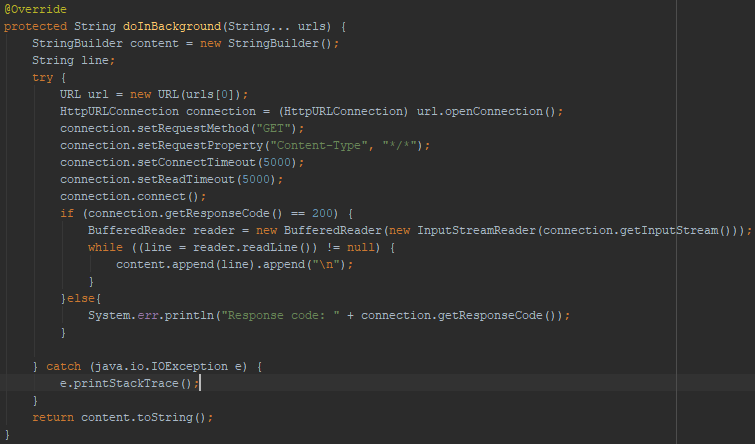 @Override
protected String doInBackground(String... urls) {
    StringBuilder content = new StringBuilder();
    String line;
    try {
        URL url = new URL(urls[0]);
        HttpURLConnection connection = (HttpURLConnection) url.openConnection();
        connection.setRequestMethod("GET");
        connection.setRequestProperty("Content-Type", "*/*");
        connection.setConnectTimeout(5000);
        connection.setReadTimeout(5000);
        connection.connect();
        if (connection.getResponseCode() == 200) {
            BufferedReader reader = new BufferedReader(new InputStreamReader(connection.getInputStream()));
            while ((line = reader.readLine()) != null) {
                content.append(line).append("\n");
            }
        }else{
            System.err.println("Response code: " + connection.getResponseCode());
        }

    } catch (java.io.IOException e) {
        e.printStackTrace();
    }
    return content.toString();
}